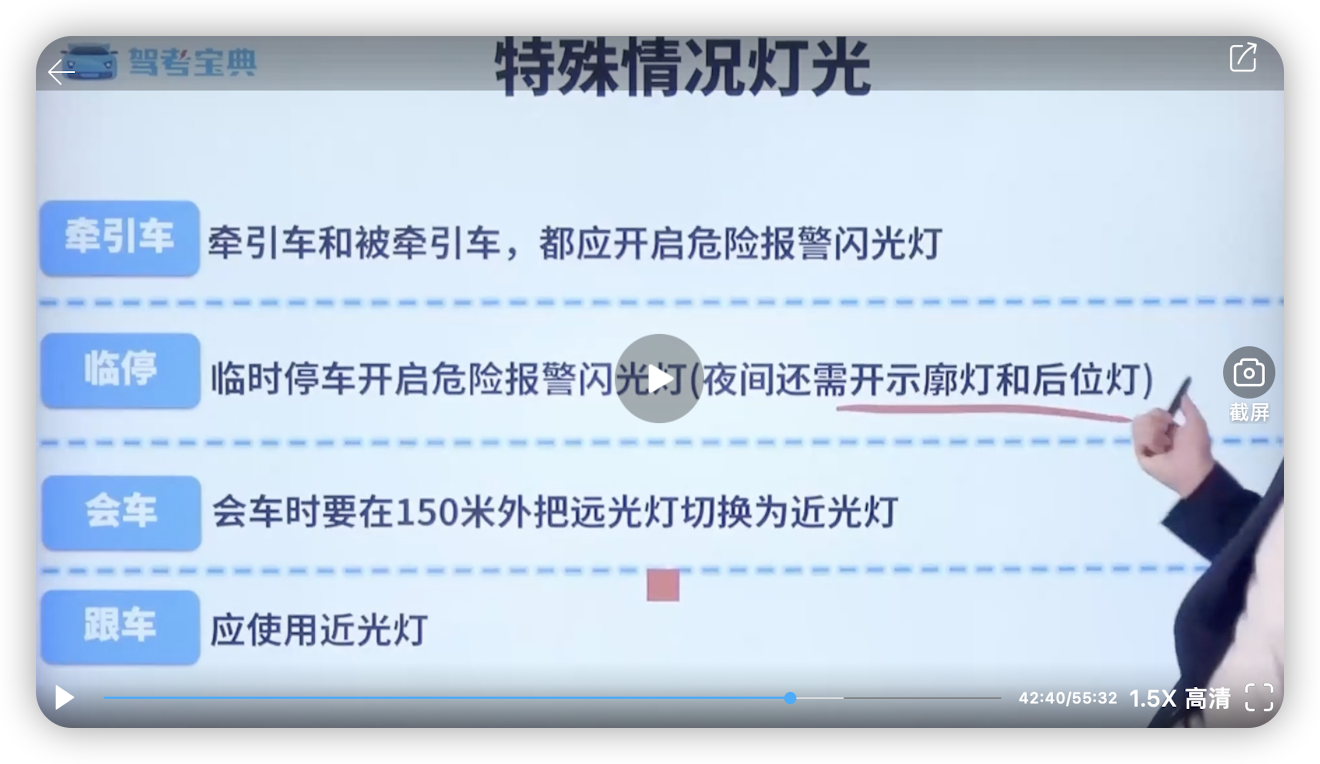 驾考宝典
特殊情况灯光
牵引车
牵引车和被牵引车，都应开启危险报警闪光灯
临停
临时停车开启危险报警闪光灯(夜间还需开示廓灯和后位灯)
截屏
会车
会车时要在150米外把远光灯切换为近光灯
跟车
应使用近光灯
42:40/55:32 1.5X 高清